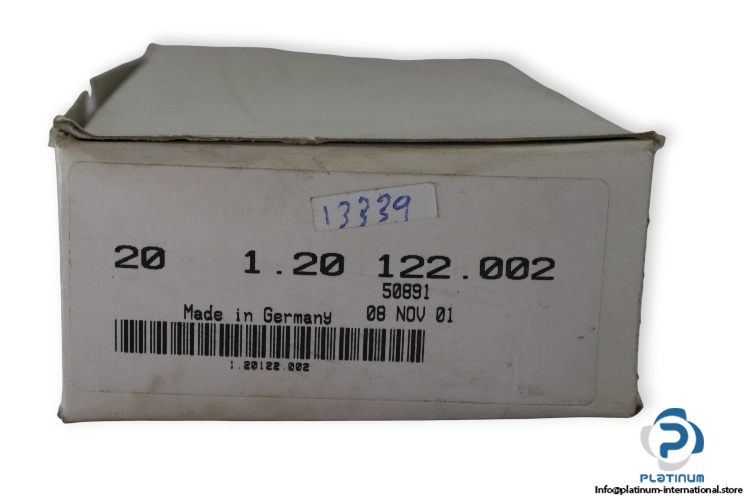 13339
20 1.20 122.002
50891
Made in Germany 08 NOV 01
1.20122.002
PLATINUM
Info@platinum-international.store